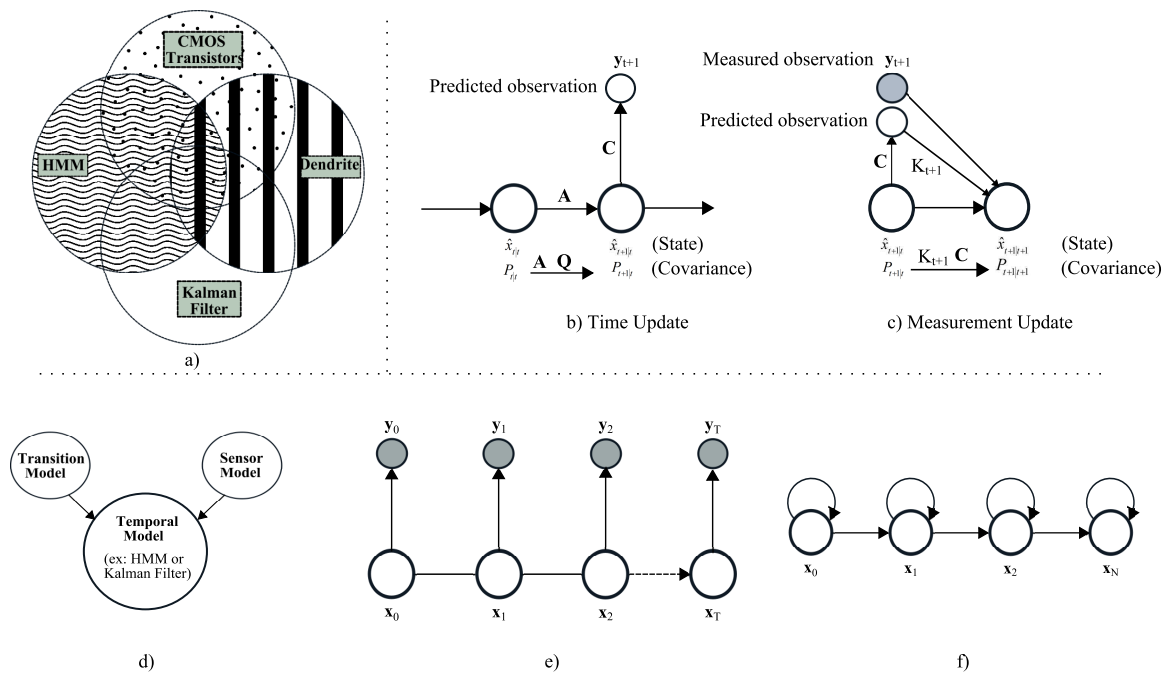 CMOS
Transistors
HMM
Dendrite
Kalman
Filter
a)
y_{t+1}
Predicted observation
C
A
x̂_{t|t}
x̂_{t+1|t}
(State)
P_{t|t}
A Q
P_{t+1|t}
(Covariance)
b) Time Update
Measured observation
y_{t+1}
Predicted observation
C
K_{t+1}
x̂_{t+1|t}
x̂_{t+1|t+1}
(State)
P_{t+1|t}
K_{t+1} C
P_{t+1|t+1}
(Covariance)
c) Measurement Update
Transition
Model
Sensor
Model
Temporal
Model
(ex: HMM or
Kalman Filter)
d)
y_0 y_1 y_2 y_T
x_0 x_1 x_2 x_T
e)
x_0 x_1 x_2 x_N
f)